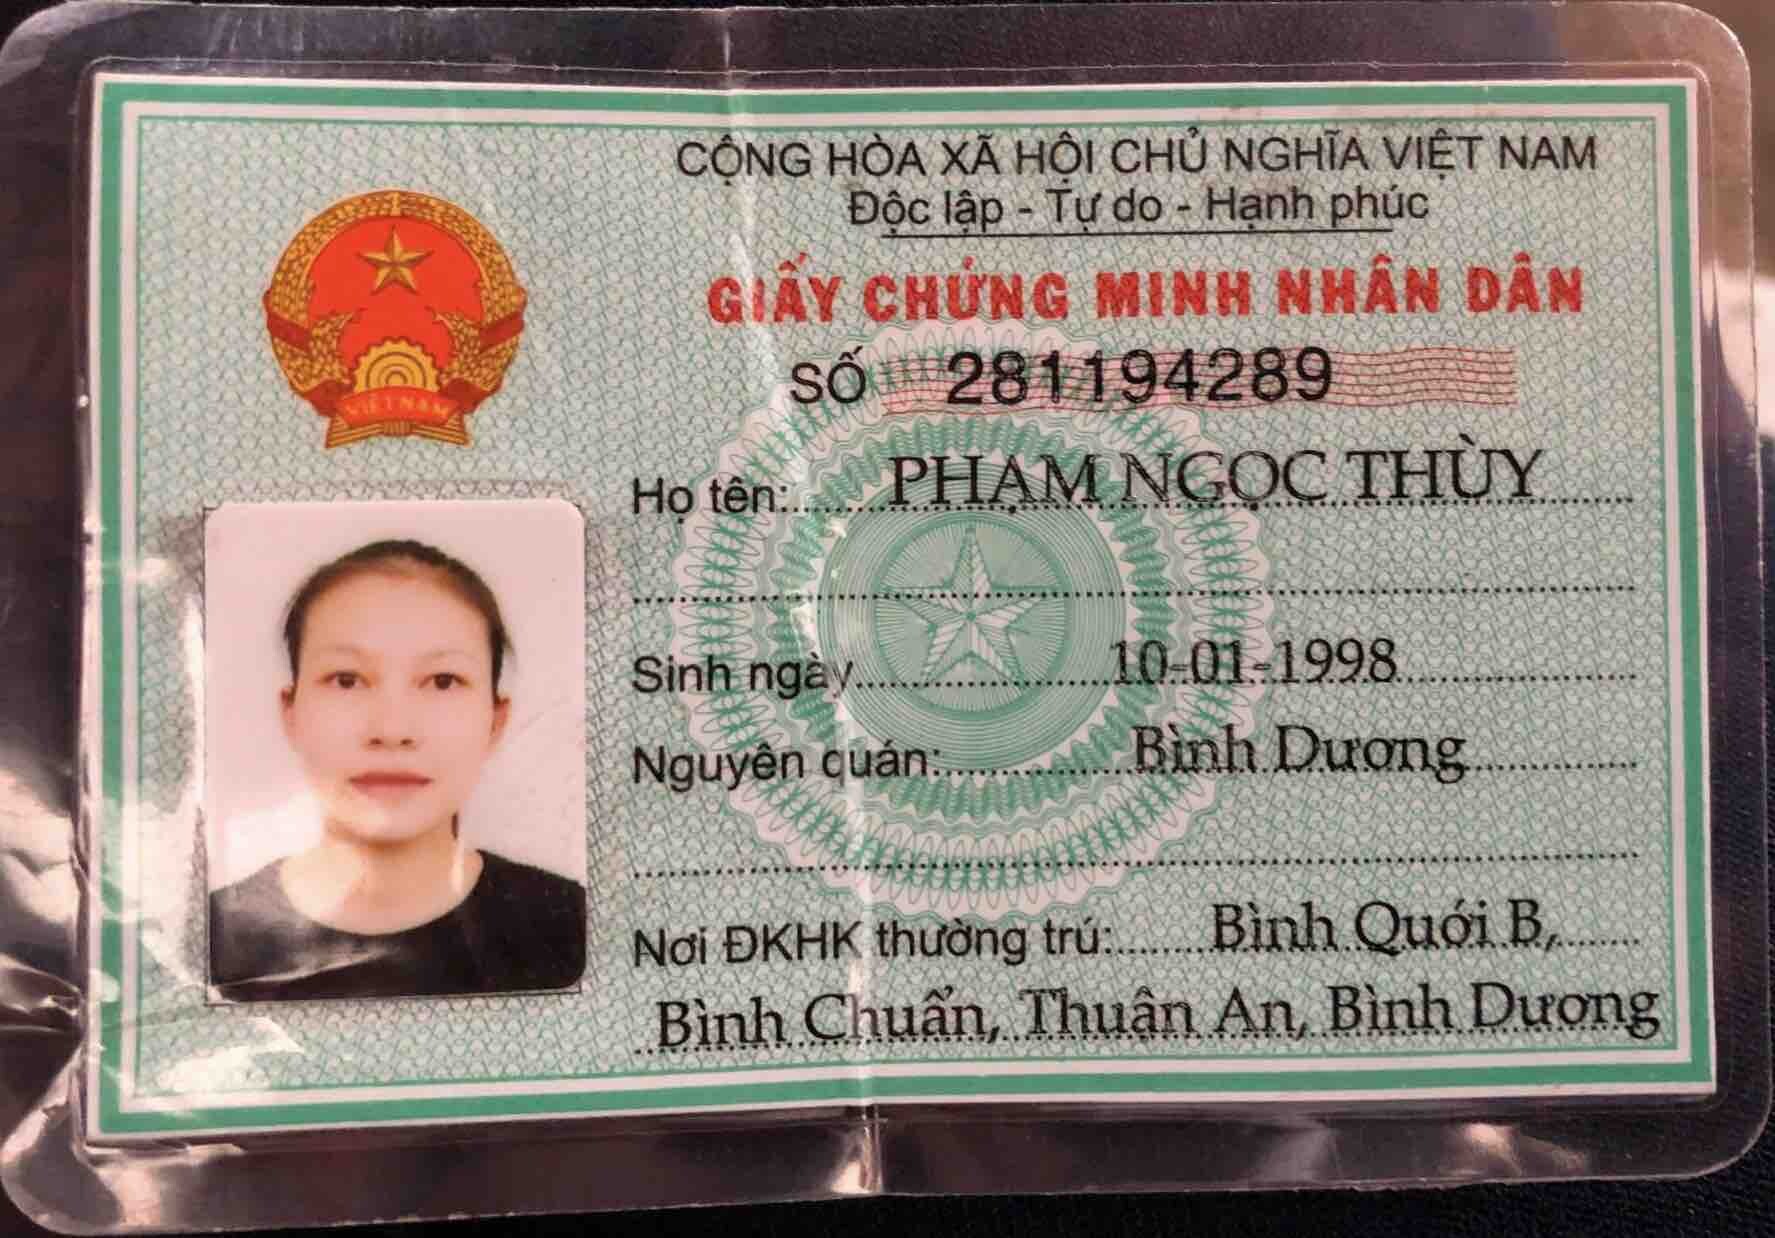 CỘNG HÒA XÃ HỘI CHỦ NGHĨA VIỆT NAM
Độc lập - Tự do - Hạnh phúc
GIẤY CHỨNG MINH NHÂN DÂN
SỐ 281194289
VIỆT NAM
Họ tên: PHẠM NGỌC THÙY
Sinh ngày 10-01-1998
Nguyên quán: Bình Dương
Nơi ĐKHK thường trú: Bình Quới B,
Bình Chuẩn, Thuận An, Bình Dương